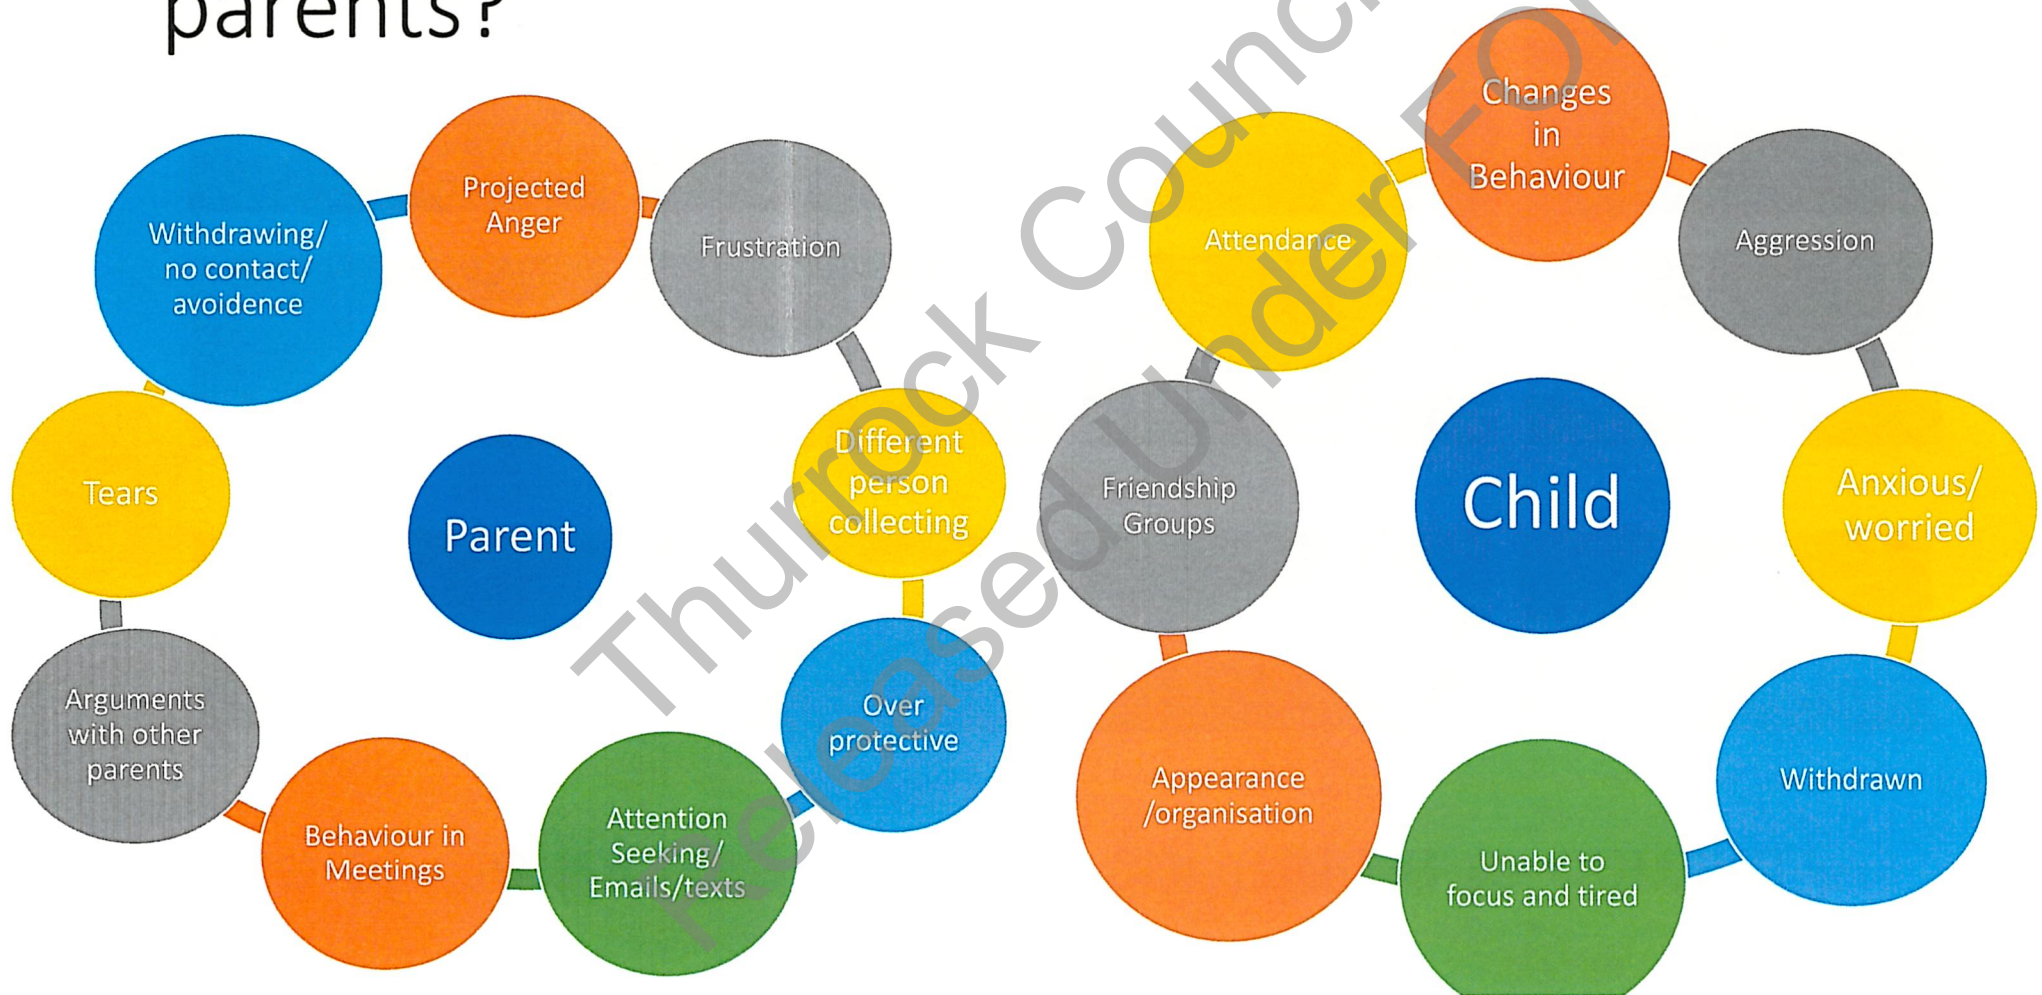 parents?
Projected
Anger
Frustration
Different
person
collecting
Over
protective
Attention
Seeking/
Emails/texts
Behaviour in
Meetings
Arguments
with other
parents
Tears
Withdrawing/
no contact/
avoidence
Parent
Changes
in
Behaviour
Aggression
Anxious/
worried
Withdrawn
Unable to
focus and tired
Appearance
/organisation
Friendship
Groups
Attendance
Child
Thurrock Council
Released Under FOI